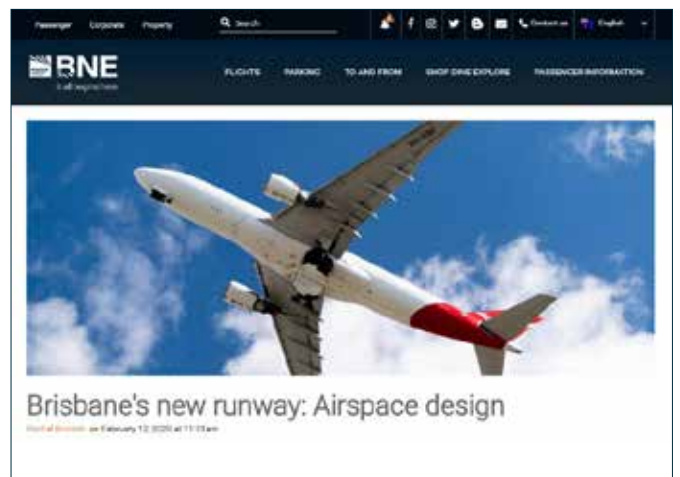 Passenger Corporate Property Search Contact us English
BNE
FLIGHTS PARKING TO AND FROM SHOP DINE EXPLORE PASSENGER INFORMATION
Brisbane's new runway: Airspace design
on February 12, 2020 at